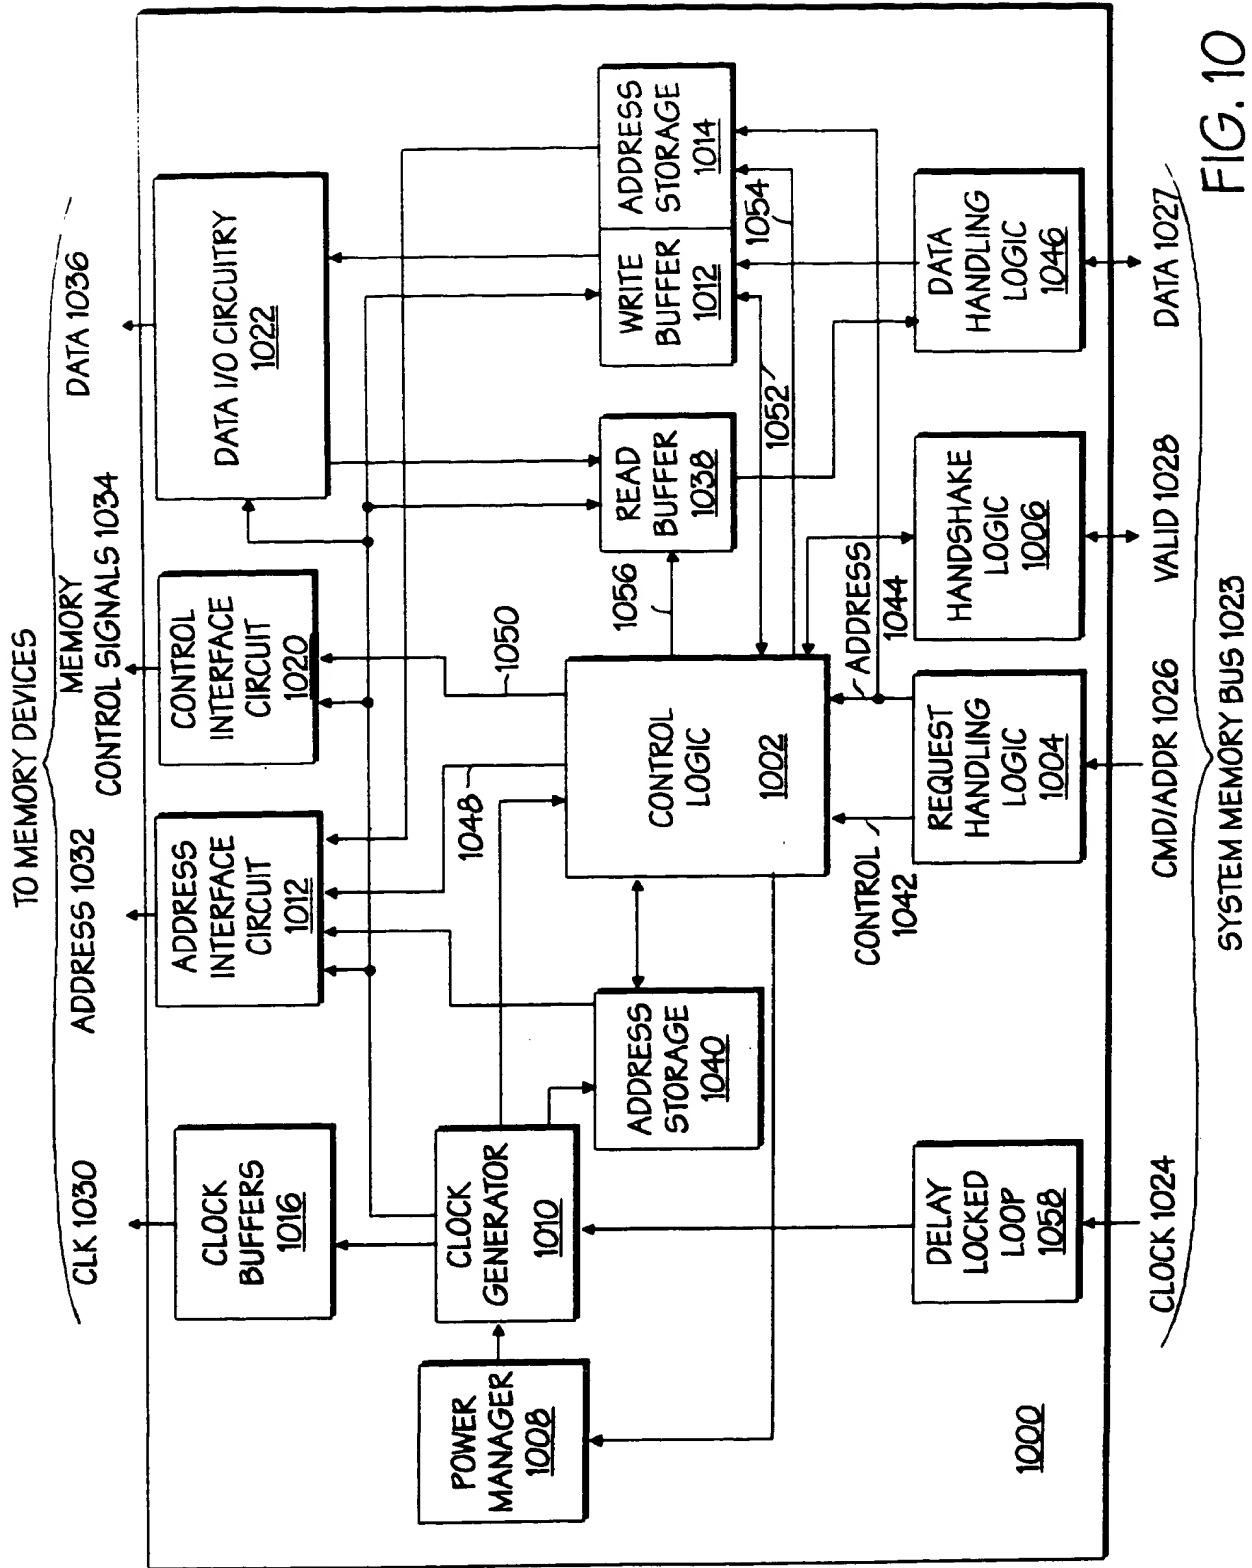 TO MEMORY DEVICES
CLK 1030
ADDRESS 1032
MEMORY
CONTROL SIGNALS 1034
DATA 1036
CLOCK
BUFFERS
1016
ADDRESS
INTERFACE
CIRCUIT
1012
CONTROL
INTERFACE
CIRCUIT
1020
DATA I/O CIRCUITRY
1022
POWER
MANAGER
1008
CLOCK
GENERATOR
1010
1048
1050
ADDRESS
STORAGE
1040
CONTROL
LOGIC
1002
1056
READ
BUFFER
1038
WRITE
BUFFER
1012
ADDRESS
STORAGE
1014
1052
1054
CONTROL
1042
ADDRESS
1044
DELAY
LOCKED
LOOP
1058
REQUEST
HANDLING
LOGIC
1004
HANDSHAKE
LOGIC
1006
DATA
HANDLING
LOGIC
1046
1000
CLOCK 1024
CMD/ADDR 1026
VALID 1028
DATA 1027
SYSTEM MEMORY BUS 1023
FIG. 10